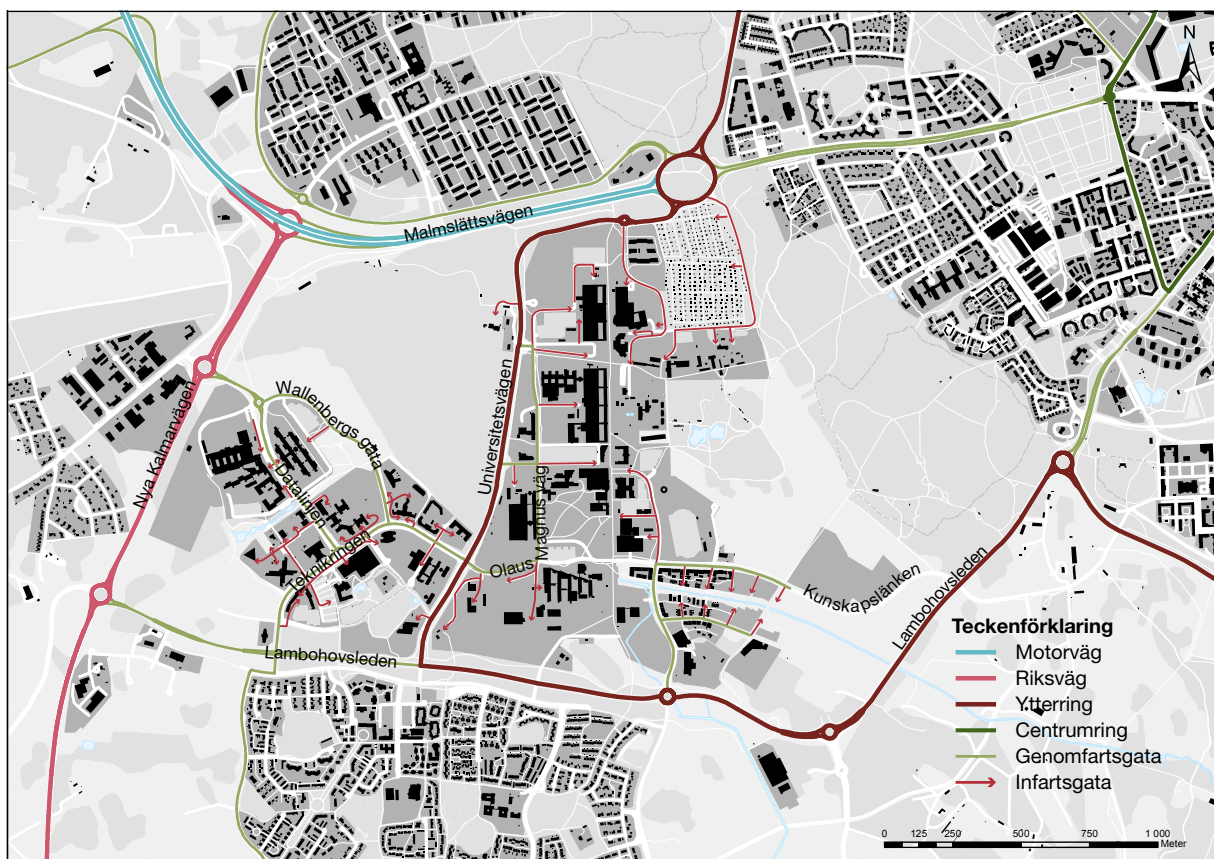 N
Malmslättsvägen
Nya Kalmarvägen
Wallenbergs gata
Universitetsvägen
Datalinjen
Olaus Magnus väg
Teknikringen
Kunskapslänken
Lambohovsleden
Lambohovsleden
Teckenförklaring
Motorväg
Riksväg
Ytterring
Centrumring
Genomfartsgata
Infartsgata
0 125 250 500 750 1 000
Meter